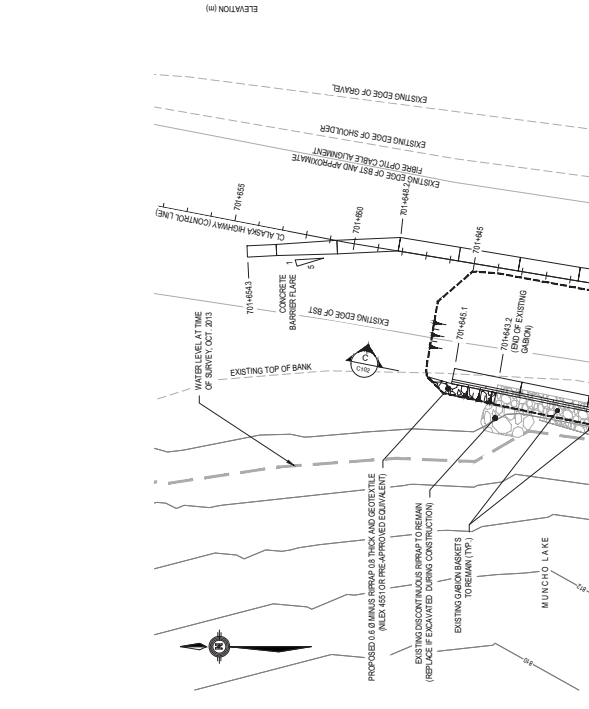 ELEVATION (m)
EXISTING EDGE OF GRAVEL
EXISTING EDGE OF SHOULDER
FIBRE OPTIC CABLE ALIGNMENT
EXISTING EDGE OF BST AND APPROXIMATE
701+655
701+650
701+648.2
701+645
CL ALASKA HIGHWAY (CONTROL LINE)
1
5
701+654.3
CONCRETE
BARRIER FLARE
EXISTING EDGE OF BST
701+645.1
701+643.2
(END OF EXISTING
GABION)
WATER LEVEL AT TIME
OF SURVEY, OCT. 2013
EXISTING TOP OF BANK
C
C102
PROPOSED 0.6 Ø MINUS RIPRAP 0.8 THICK AND GEOTEXTILE
(NILEX 4551 OR PRE-APPROVED EQUIVALENT)
EXISTING DISCONTINUOUS RIPRAP TO REMAIN
(REPLACE IF EXCAVATED DURING CONSTRUCTION)
EXISTING GABION BASKETS
TO REMAIN (TYP.)
MUNCHO LAKE
812
810
N